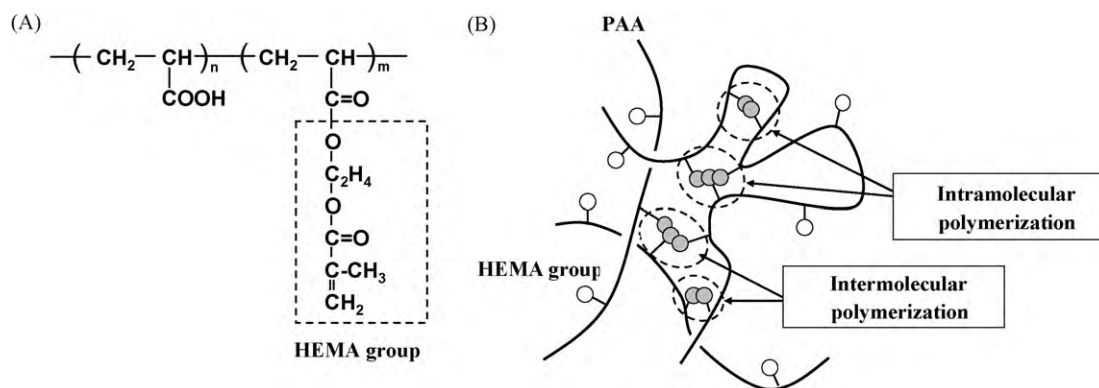 (A)
—(CH2—CH)n—(CH2—CH)m—
COOH
C=O
O
C2H4
O
C=O
C-CH3
CH2
HEMA group
(B)
PAA
HEMA group
Intramolecular
polymerization
Intermolecular
polymerization